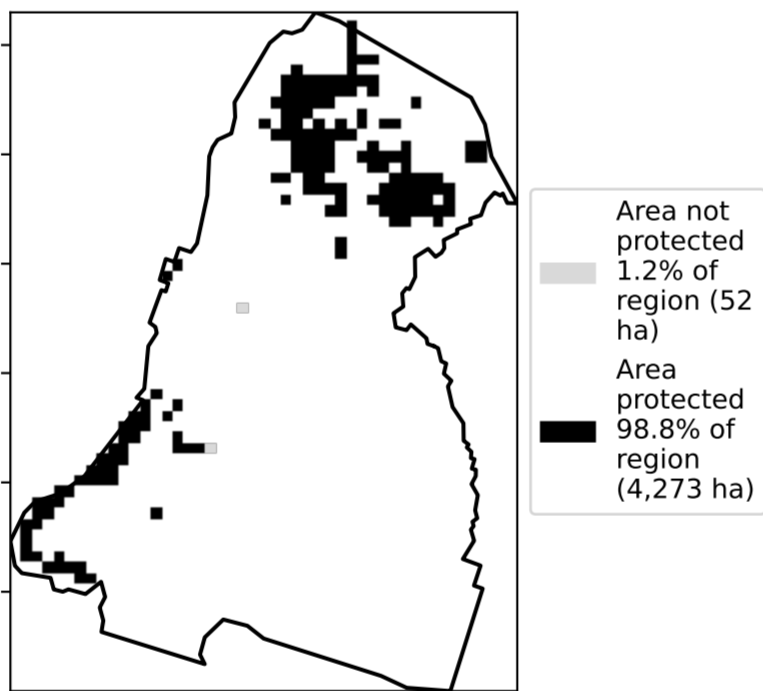 Area not
protected
1.2% of
region (52
ha)
Area
protected
98.8% of
region
(4,273 ha)